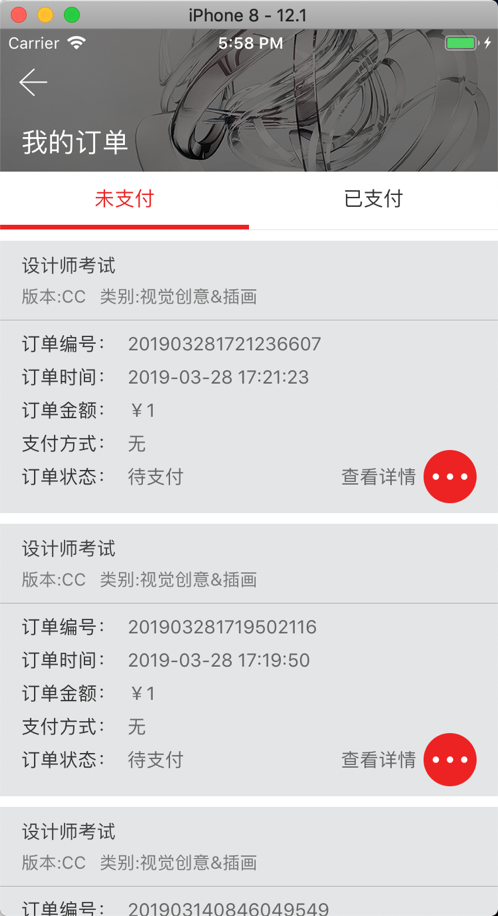 iPhone 8 - 12.1
Carrier 5:58 PM
我的订单
未支付 已支付
设计师考试
版本:CC 类别:视觉创意&插画
订单编号： 201903281721236607
订单时间： 2019-03-28 17:21:23
订单金额： ￥1
支付方式： 无
订单状态： 待支付 查看详情
设计师考试
版本:CC 类别:视觉创意&插画
订单编号： 201903281719502116
订单时间： 2019-03-28 17:19:50
订单金额： ￥1
支付方式： 无
订单状态： 待支付 查看详情
设计师考试
版本:CC 类别:视觉创意&插画
订单编号： 201903140846049549